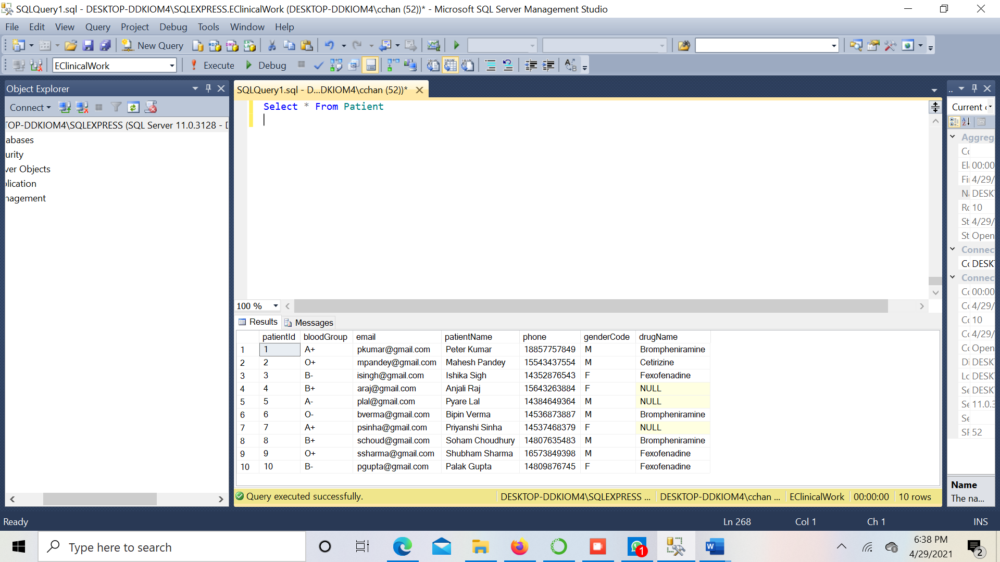 SQLQuery1.sql - DESKTOP-DDKIOM4\SQLEXPRESS.EClinicalWork (DESKTOP-DDKIOM4\cchan (52))* - Microsoft SQL Server Management Studio
File Edit View Query Project Debug Tools Window Help
New Query
EClinicalWork Execute Debug
Object Explorer
Connect
TOP-DDKIOM4\SQLEXPRESS (SQL Server 11.0.3128 - D
abases
urity
ver Objects
olication
nagement
SQLQuery1.sql - D...DKIOM4\cchan (52))*
Select * From Patient
100 %
Results Messages
patientId bloodGroup email patientName phone genderCode drugName
1 1 A+ pkumar@gmail.com Peter Kumar 18857757849 M Brompheniramine
2 2 O+ mpandey@gmail.com Mahesh Pandey 15543437554 M Cetirizine
3 3 B- isingh@gmail.com Ishika Sigh 14352876543 F Fexofenadine
4 4 B+ araj@gmail.com Anjali Raj 15643263884 F NULL
5 5 A- plal@gmail.com Pyare Lal 14384649364 M NULL
6 6 O- bverma@gmail.com Bipin Verma 14536873887 M Brompheniramine
7 7 A+ psinha@gmail.com Priyanshi Sinha 14537468379 F NULL
8 8 B+ schoud@gmail.com Soham Choudhury 14807635483 M Brompheniramine
9 9 O+ ssharma@gmail.com Shubham Sharma 16573849398 M Fexofenadine
10 10 B- pgupta@gmail.com Palak Gupta 14809876745 F Fexofenadine
Query executed successfully. DESKTOP-DDKIOM4\SQLEXPRESS ... DESKTOP-DDKIOM4\cchan ... EClinicalWork 00:00:00 10 rows
..
Current
Aggreg
Co
El 00:00
Fi 4/29/
N DESK
Ro 10
St 4/29/
St Open
Connec
Co DESK
Connec
Co 00:00
Co 4/29/
Co 10
Co 4/29/
Co Open
Di DESK
Lo DESK
Se DESK
Se 11.0.3
Se
SP 52
Name
The na...
Ready Ln 268 Col 1 Ch 1 INS
Type here to search
1
W
6:38 PM
4/29/2021
2